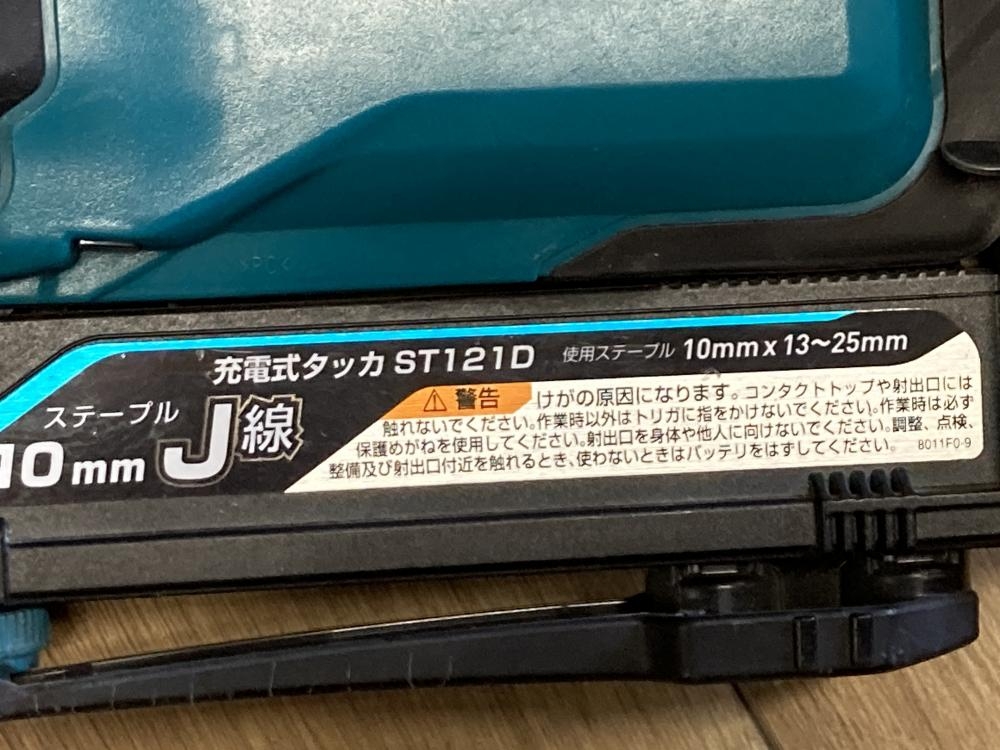 >PC<
充電式タッカ ST121D 使用ステープル 10mm x 13～25mm
ステープル
10mm J線
警告 けがの原因になります。コンタクトトップや射出口には
触れないでください。作業時以外はトリガに指をかけないでください。作業時は必ず
保護めがねを使用してください。射出口を身体や他人に向けないでください。調整、点検、
整備及び射出口付近を触れるとき、使わないときはバッテリをはずしてください。 B011F0-9